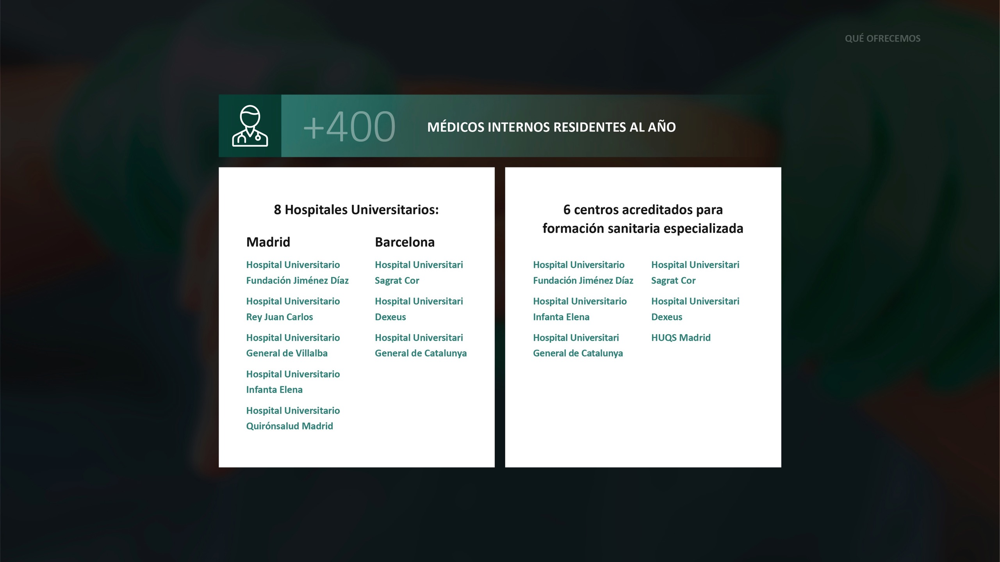 QUÉ OFRECEMOS
+400
MÉDICOS INTERNOS RESIDENTES AL AÑO
8 Hospitales Universitarios:
Madrid
Hospital Universitario
Fundación Jiménez Díaz
Hospital Universitario
Rey Juan Carlos
Hospital Universitario
General de Villalba
Hospital Universitario
Infanta Elena
Hospital Universitario
Quirónsalud Madrid
Barcelona
Hospital Universitari
Sagrat Cor
Hospital Universitari
Dexeus
Hospital Universitari
General de Catalunya
6 centros acreditados para
formación sanitaria especializada
Hospital Universitario
Fundación Jiménez Díaz
Hospital Universitario
Infanta Elena
Hospital Universitari
General de Catalunya
Hospital Universitari
Sagrat Cor
Hospital Universitari
Dexeus
HUQS Madrid